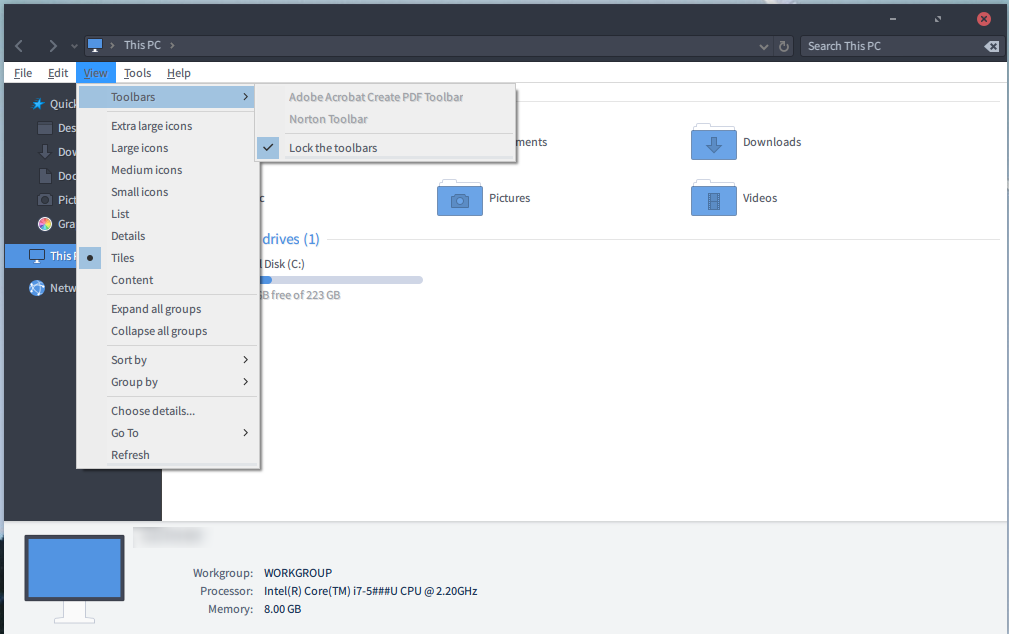 This PC
Search This PC
File Edit View Tools Help
Toolbars
Adobe Acrobat Create PDF Toolbar
Norton Toolbar
Lock the toolbars
Extra large icons
Large icons
Medium icons
Small icons
List
Details
Tiles
Content
Expand all groups
Collapse all groups
Sort by
Group by
Choose details...
Go To
Refresh
Quick
Des
Dow
Doc
Pict
Gra
This P
Netw
ments
Downloads
c
Pictures
Videos
drives (1)
l Disk (C:)
GB free of 223 GB
Workgroup: WORKGROUP
Processor: Intel(R) Core(TM) i7-5###U CPU @ 2.20GHz
Memory: 8.00 GB